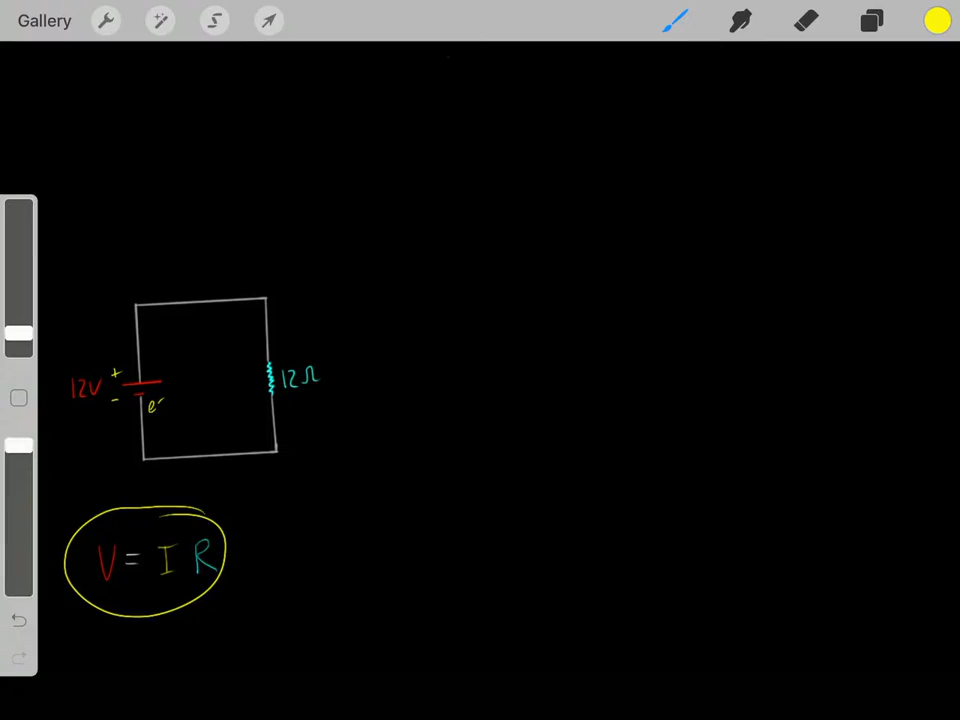 Gallery
12V
+
-
e-
12Ω
V = I R